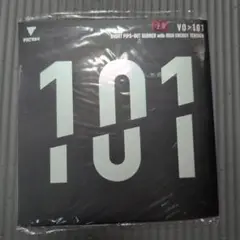 VICTAS
VO>101
SHORT PIPS-OUT RUBBER with HIGH ENERGY TENSION
101